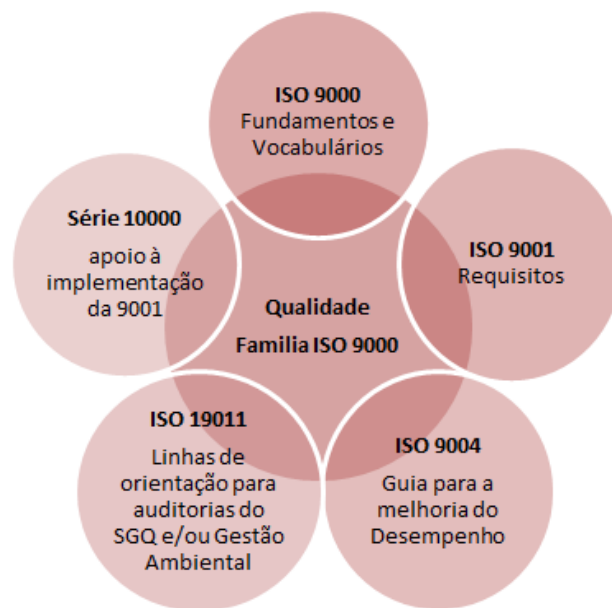 ISO 9000
Fundamentos e
Vocabulários
ISO 9001
Requisitos
ISO 9004
Guia para a
melhoria do
Desempenho
ISO 19011
Linhas de
orientação para
auditorias do
SGQ e/ou Gestão
Ambiental
Série 10000
apoio à
implementação
da 9001
Qualidade
Familia ISO 9000